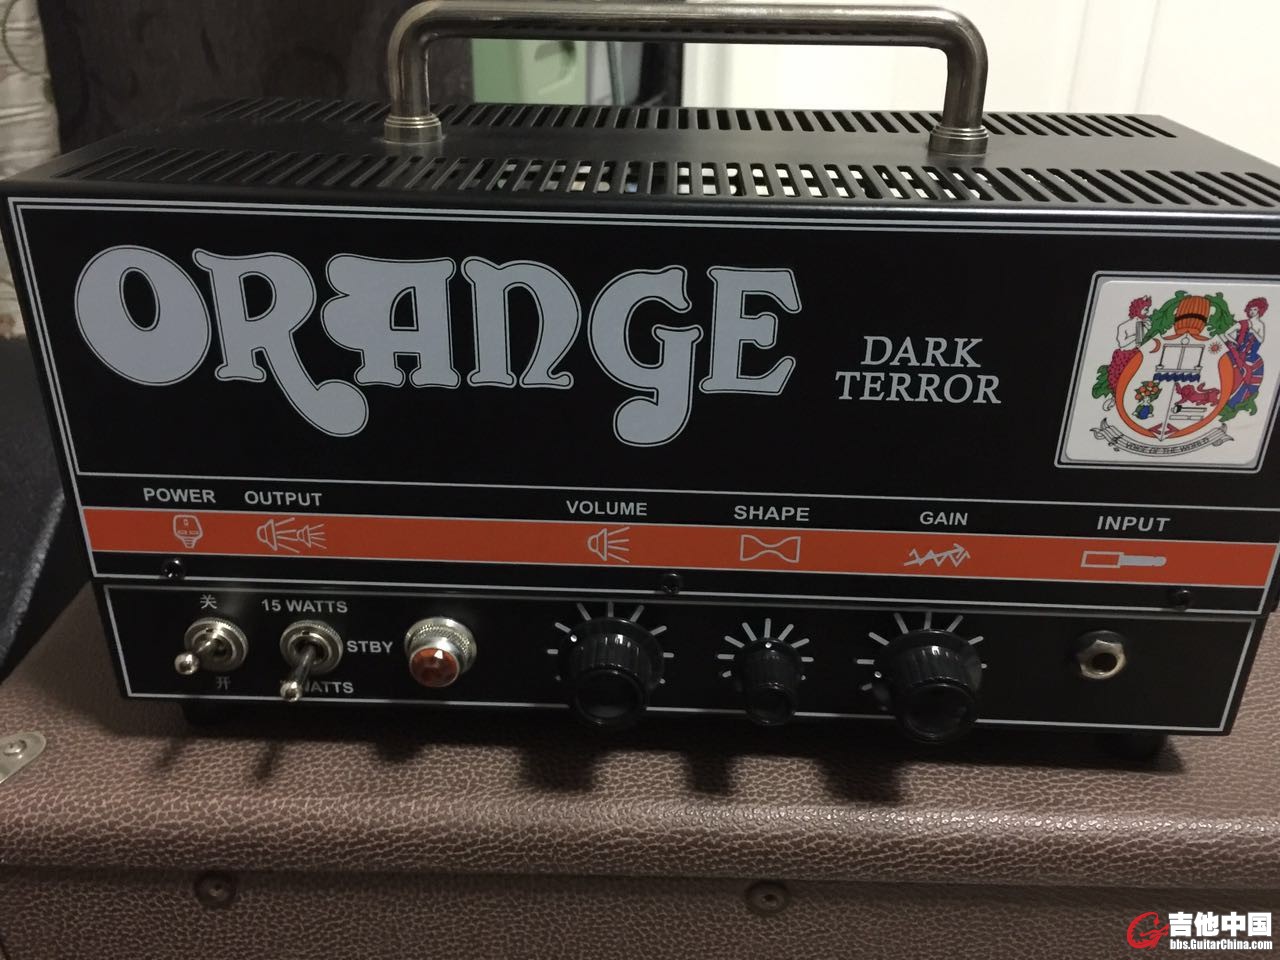 ORANGE
DARK
TERROR
VOICE OF THE WORLD
POWER
OUTPUT
VOLUME
SHAPE
GAIN
INPUT
关
15 WATTS
STBY
开
WATTS
吉他中国
bbs.GuitarChina.com